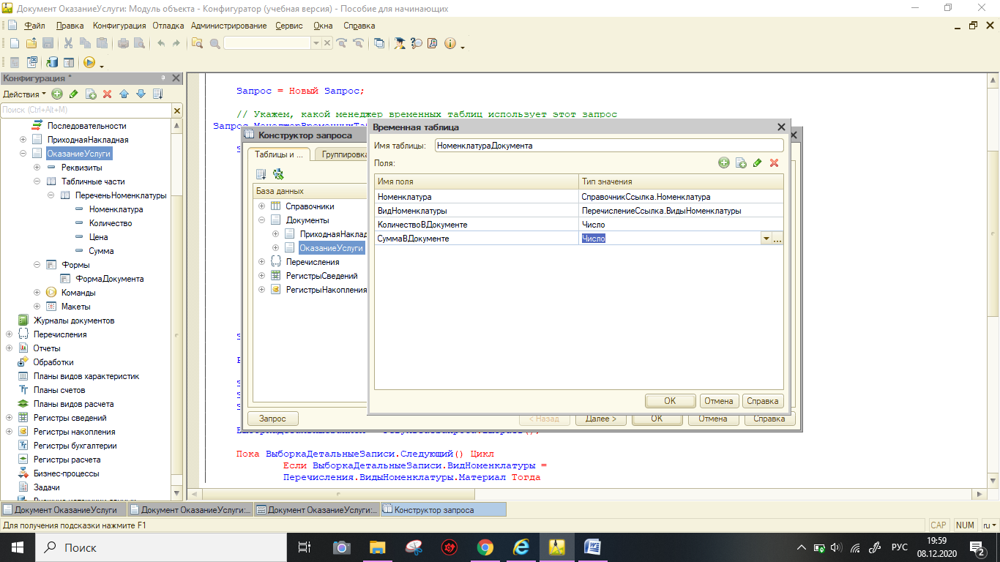 Документ ОказаниеУслуги: Модуль объекта - Конфигуратор (учебная версия) - Пособие для начинающих
Файл Правка Конфигурация Отладка Администрирование Сервис Окна Справка
Конфигурация *
Действия
Поиск (Ctrl+Alt+M)
Последовательности
ПриходнаяНакладная
ОказаниеУслуги
Реквизиты
Табличные части
ПереченьНоменклатуры
Номенклатура
Количество
Цена
Сумма
Формы
ФормаДокумента
Команды
Макеты
Журналы документов
Перечисления
Отчеты
Обработки
Планы видов характеристик
Планы счетов
Планы видов расчета
Регистры сведений
Регистры накопления
Регистры бухгалтерии
Регистры расчета
Бизнес-процессы
Задачи
Запрос = Новый Запрос;
// Укажем, какой менеджер временных таблиц использует этот запрос
Конструктор запроса
Таблицы и ... Группировка
База данных
Справочники
Документы
ПриходнаяНаклад
ОказаниеУслуги
Перечисления
РегистрыСведений
РегистрыНакопления
Запрос < Назад Далее > OK Отмена Справка
Временная таблица
Имя таблицы: НоменклатураДокумента
Поля:
Имя поля Тип значения
Номенклатура СправочникСсылка.Номенклатура
ВидНоменклатуры ПеречислениеСсылка.ВидыНоменклатуры
КоличествоВДокументе Число
СуммаВДокументе Число
OK Отмена Справка
Пока ВыборкаДетальныеЗаписи.Следующий() Цикл
Если ВыборкаДетальныеЗаписи.ВидНоменклатуры =
Перечисления.ВидыНоменклатуры.Материал Тогда
Документ ОказаниеУслуги Документ ОказаниеУслуги:... Документ ОказаниеУслуги:... Конструктор запроса
Для получения подсказки нажмите F1 CAP NUM ru
Поиск РУС 19:59
08.12.2020 2